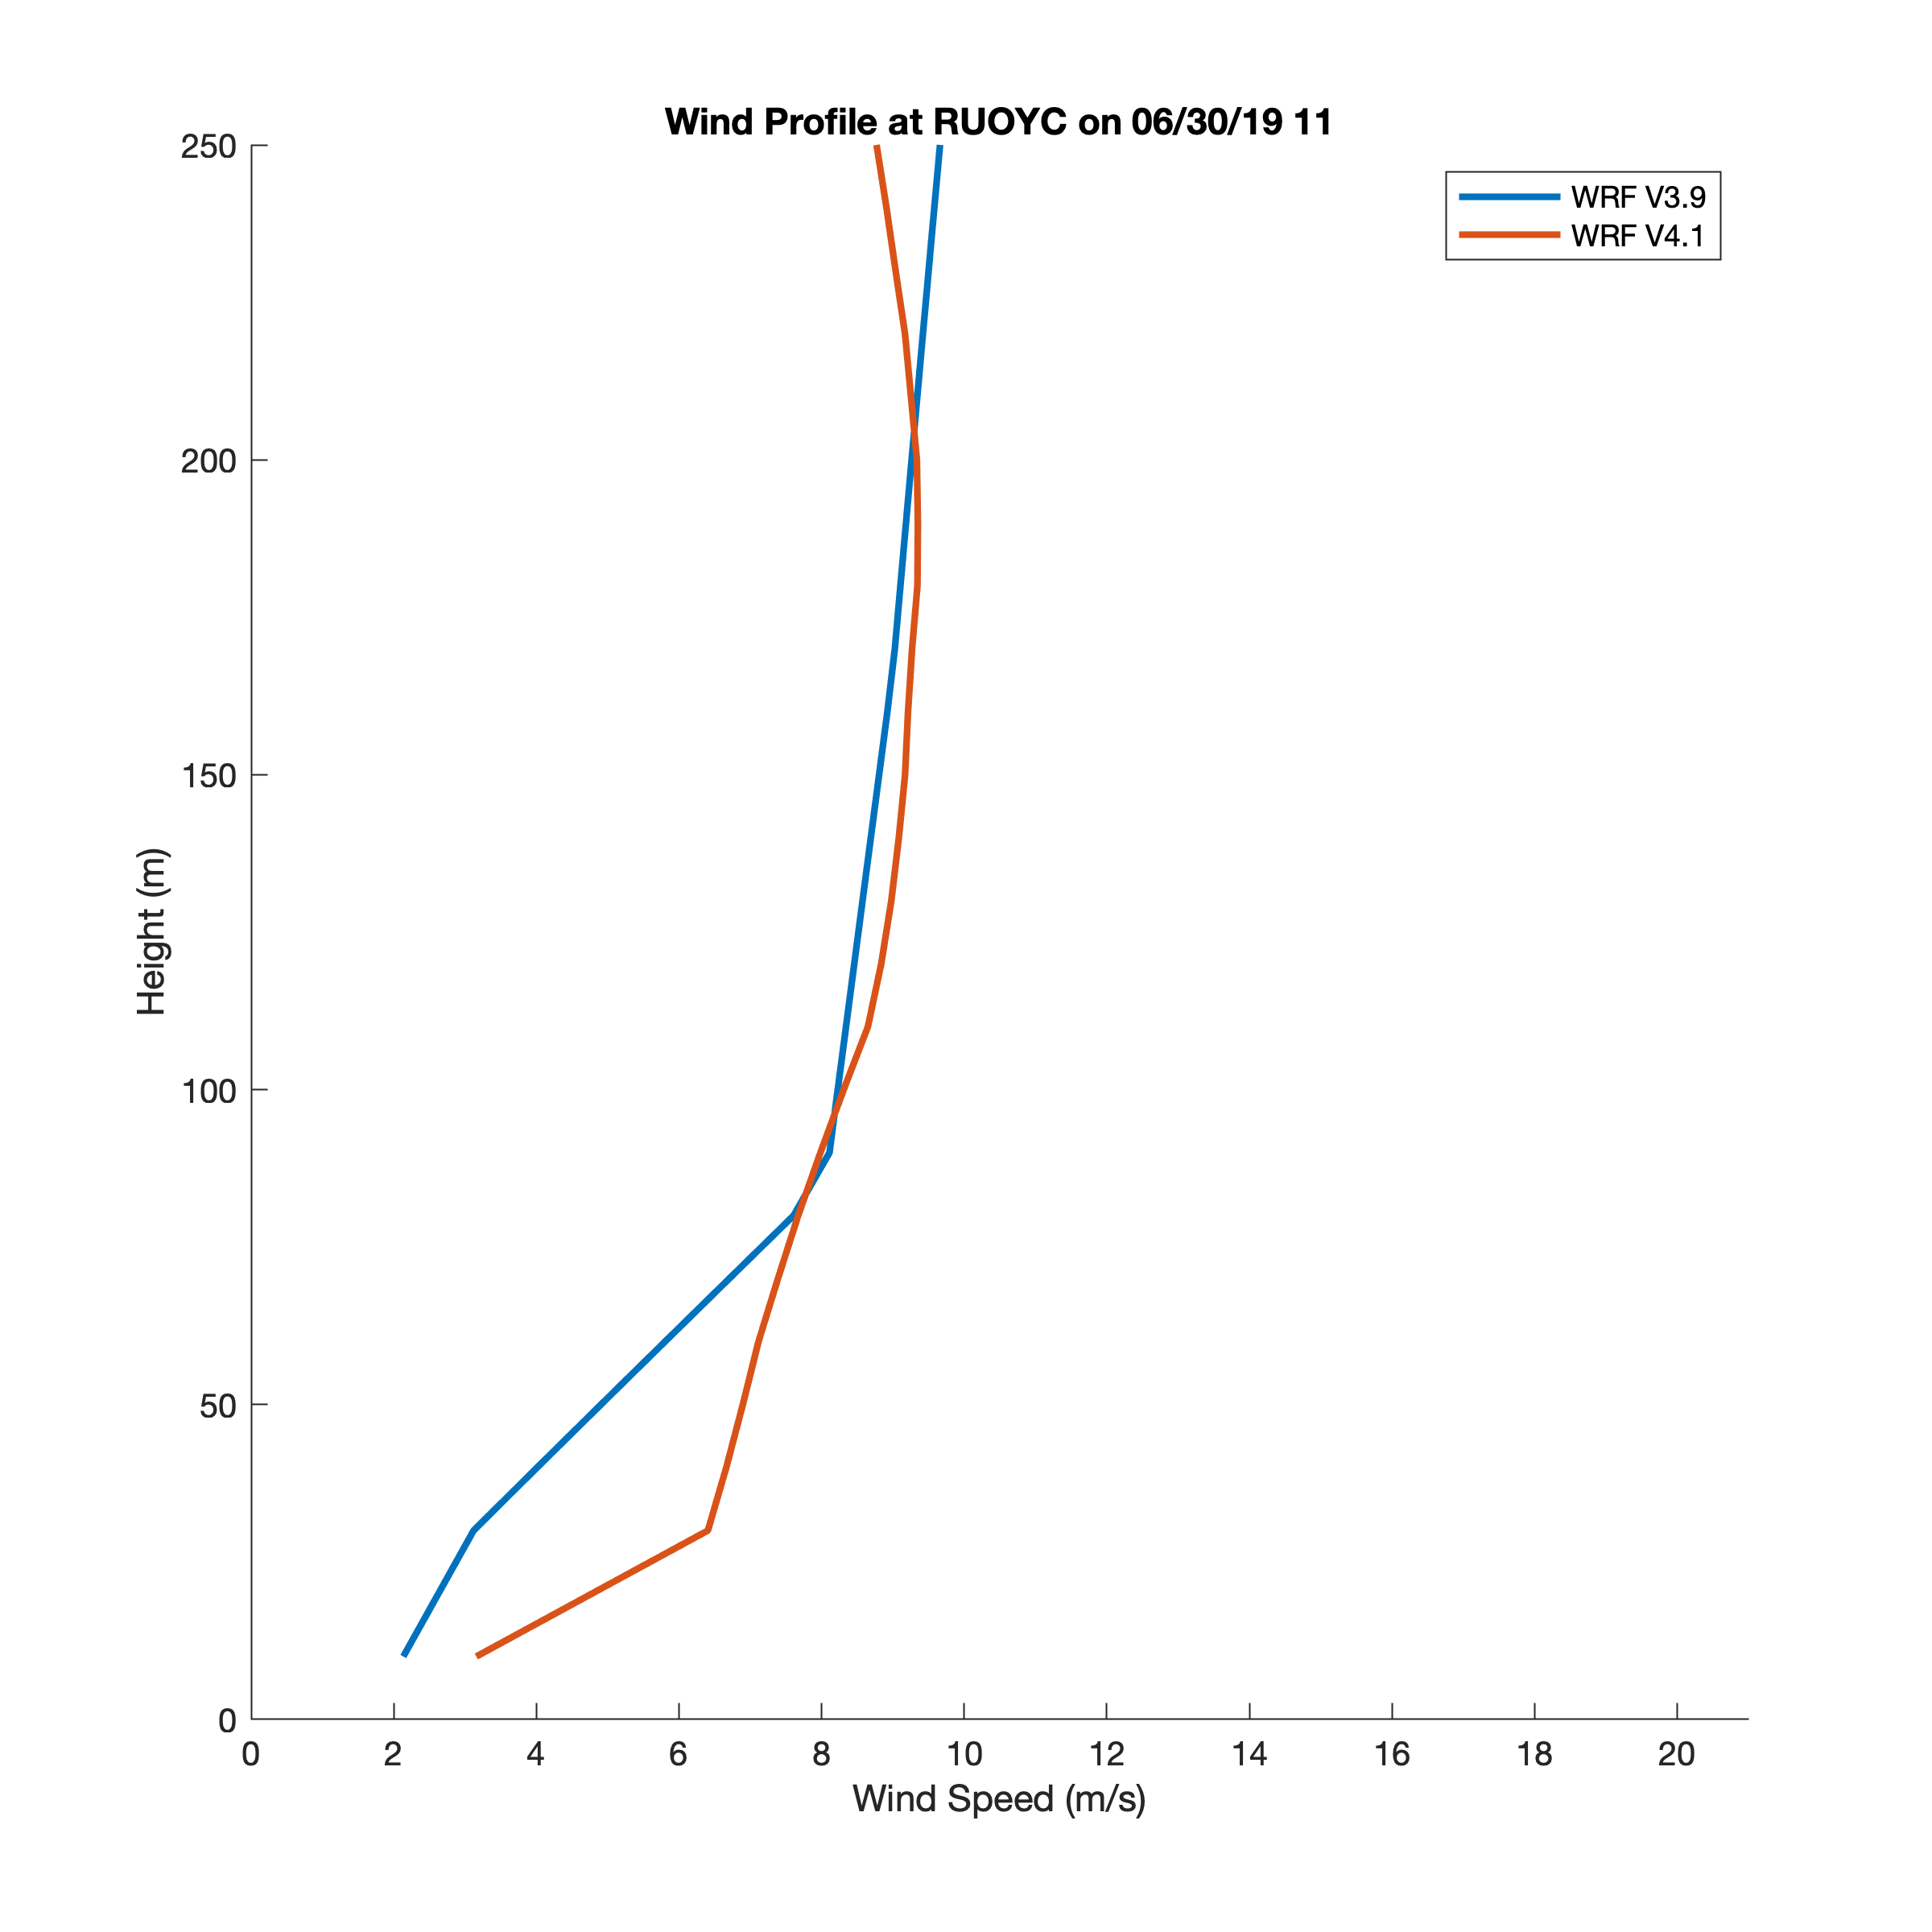 Wind Profile at RUOYC on 06/30/19 11
WRF V3.9
WRF V4.1
250
200
150
100
50
0
Height (m)
0 2 4 6 8 10 12 14 16 18 20
Wind Speed (m/s)